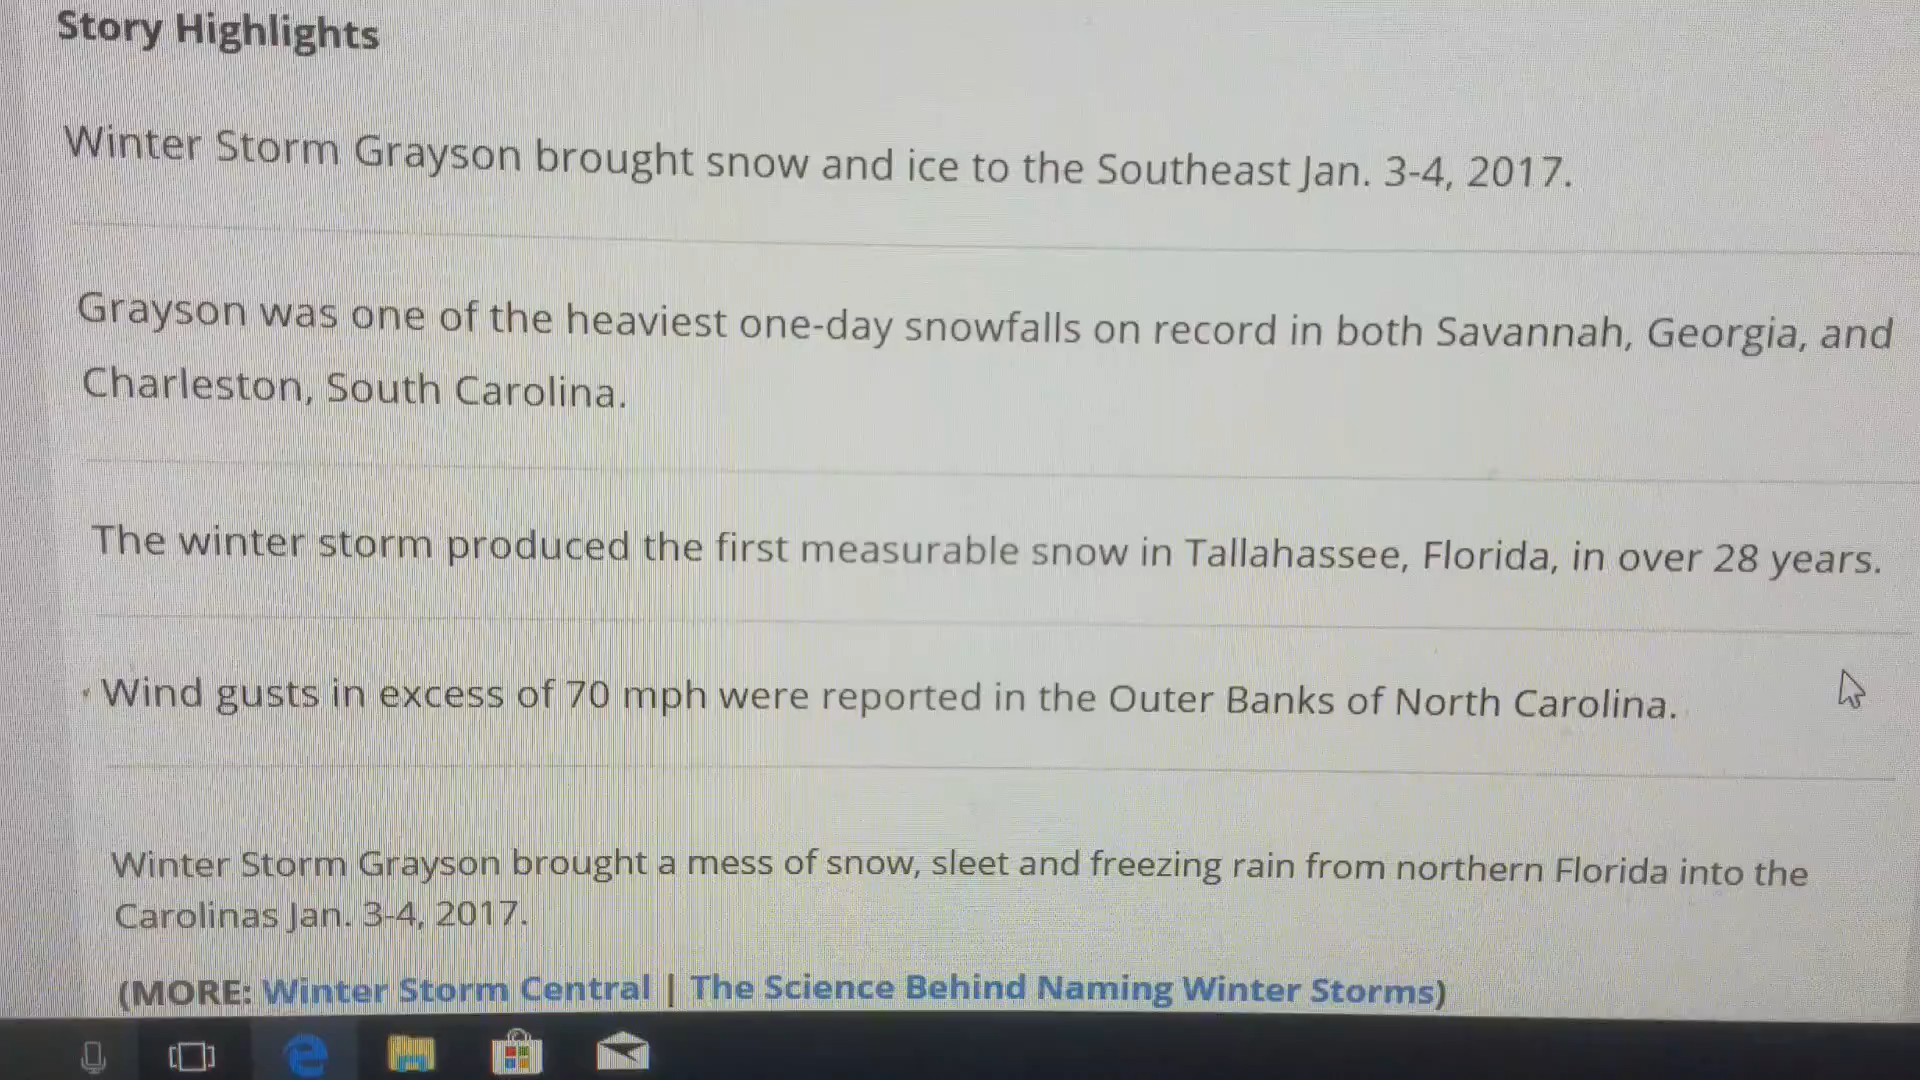 Story Highlights
Winter Storm Grayson brought snow and ice to the Southeast Jan. 3-4, 2017.
Grayson was one of the heaviest one-day snowfalls on record in both Savannah, Georgia, and
Charleston, South Carolina.
The winter storm produced the first measurable snow in Tallahassee, Florida, in over 28 years.
Wind gusts in excess of 70 mph were reported in the Outer Banks of North Carolina.
Winter Storm Grayson brought a mess of snow, sleet and freezing rain from northern Florida into the
Carolinas Jan. 3-4, 2017.
(MORE: Winter Storm Central | The Science Behind Naming Winter Storms)